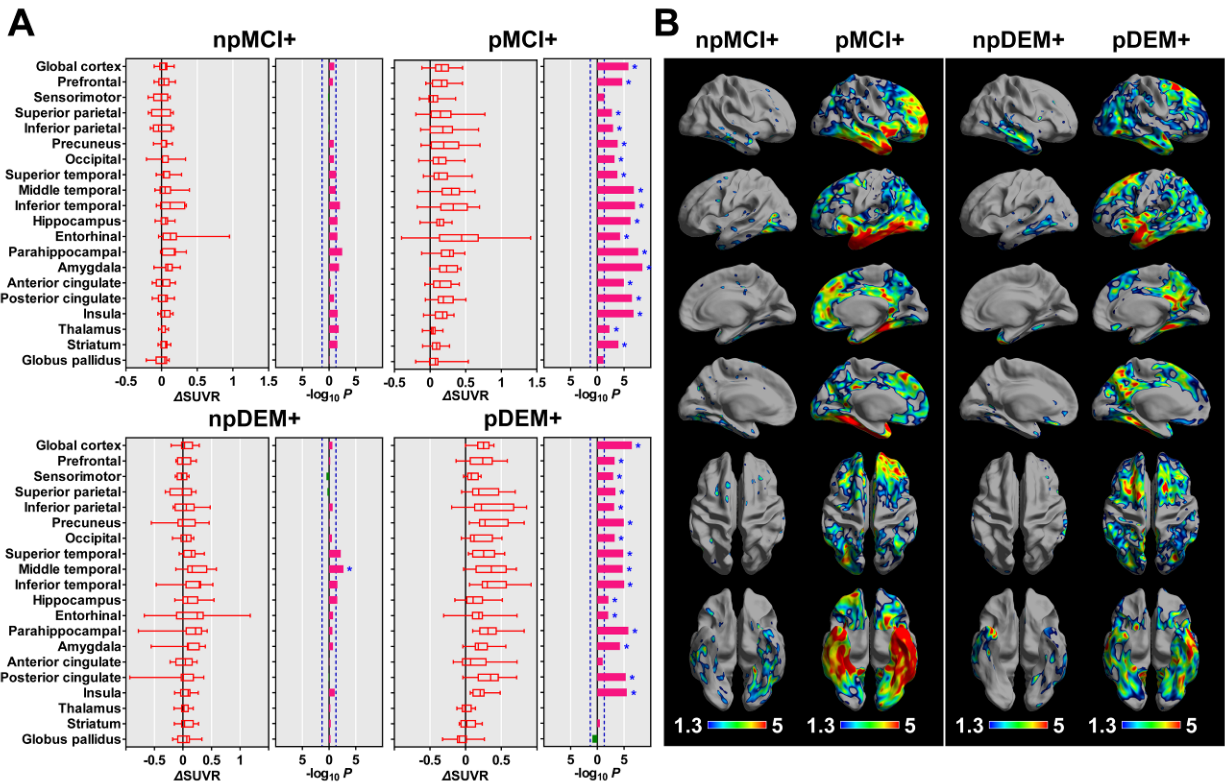 A
B
npMCI+
pMCI+
Global cortex
Prefrontal
Sensorimotor
Superior parietal
Inferior parietal
Precuneus
Occipital
Superior temporal
Middle temporal
Inferior temporal
Hippocampus
Entorhinal
Parahippocampal
Amygdala
Anterior cingulate
Posterior cingulate
Insula
Thalamus
Striatum
Globus pallidus
-0.5 0 0.5 1 1.5
5 0 5
-0.5 0 0.5 1 1.5
5 0 5
ΔSUVR
-log10 P
ΔSUVR
-log10 P
npDEM+
pDEM+
Global cortex
Prefrontal
Sensorimotor
Superior parietal
Inferior parietal
Precuneus
Occipital
Superior temporal
Middle temporal
Inferior temporal
Hippocampus
Entorhinal
Parahippocampal
Amygdala
Anterior cingulate
Posterior cingulate
Insula
Thalamus
Striatum
Globus pallidus
-0.5 0 0.5 1
5 0 5
-0.5 0 0.5 1
5 0 5
ΔSUVR
-log10 P
ΔSUVR
-log10 P
npMCI+ pMCI+ npDEM+ pDEM+
1.3 5 1.3 5 1.3 5 1.3 5